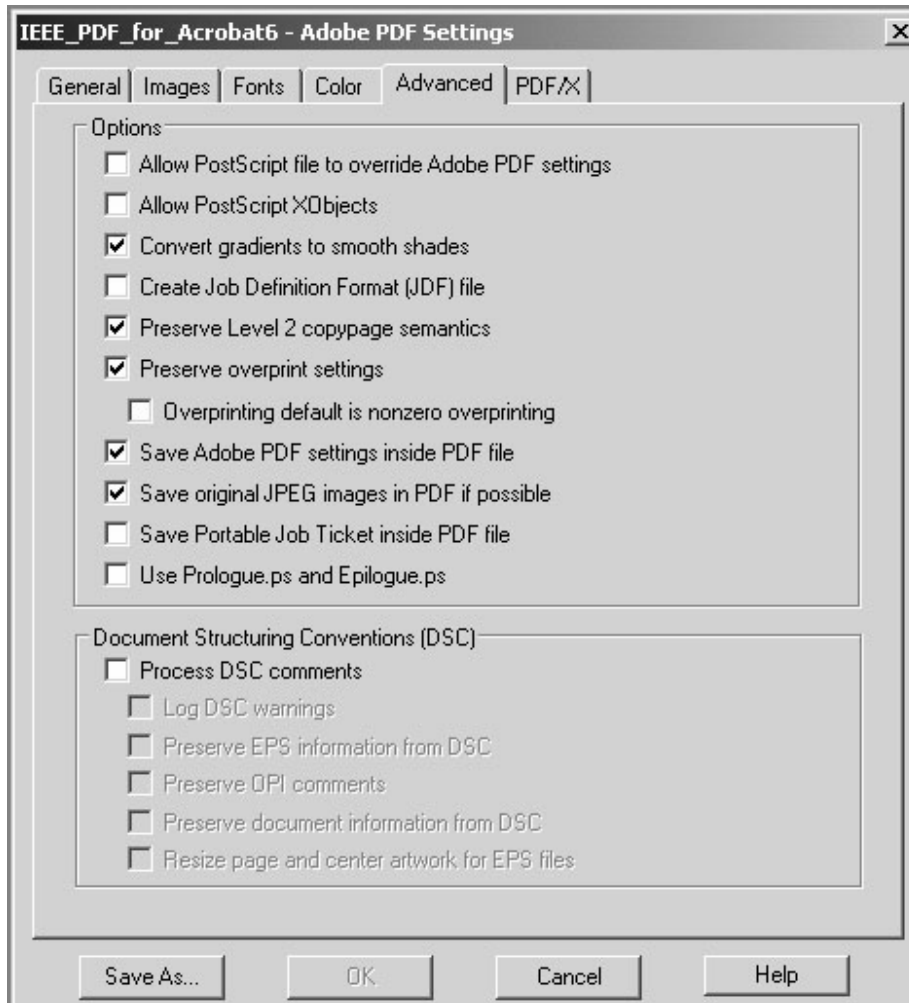 IEEE_PDF_for_Acrobat6 - Adobe PDF Settings
General Images Fonts Color Advanced PDF/X
Options
Allow PostScript file to override Adobe PDF settings
Allow PostScript XObjects
Convert gradients to smooth shades
Create Job Definition Format (JDF) file
Preserve Level 2 copypage semantics
Preserve overprint settings
Overprinting default is nonzero overprinting
Save Adobe PDF settings inside PDF file
Save original JPEG images in PDF if possible
Save Portable Job Ticket inside PDF file
Use Prologue.ps and Epilogue.ps
Document Structuring Conventions (DSC)
Process DSC comments
Log DSC warnings
Preserve EPS information from DSC
Preserve OPI comments
Preserve document information from DSC
Resize page and center artwork for EPS files
Save As... OK Cancel Help